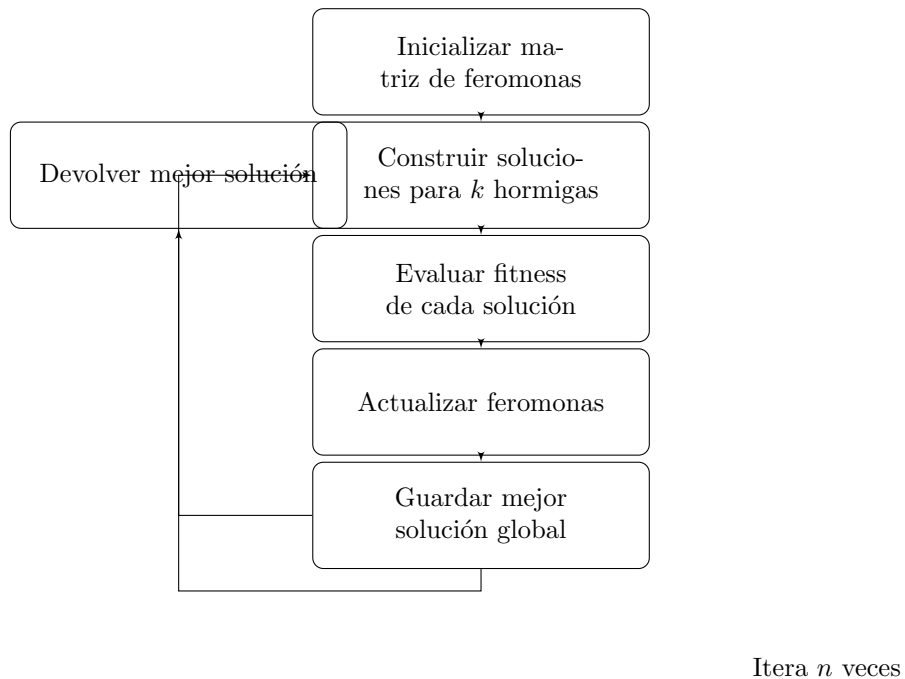 Inicializar ma-
triz de feromonas
Devolver mejor solución
Construir solucio-
nes para k hormigas
Evaluar fitness
de cada solución
Actualizar feromonas
Guardar mejor
solución global
Itera n veces